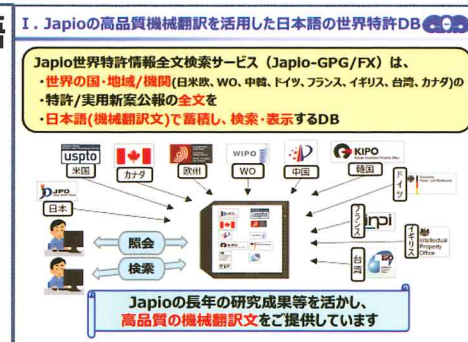 Ⅰ．Japioの高品質機械翻訳を活用した日本語の世界特許DB
Japio世界特許情報全文検索サービス（Japio-GPG/FX）は、
・世界の国・地域/機関(日米欧、WO、中韓、ドイツ、フランス、イギリス、台湾、カナダ)の
・特許/実用新案公報の全文を
・日本語(機械翻訳文)で蓄積し、検索・表示するDB
uspto
米国
カナダ
欧州
WIPO
WO
中国
KIPO
韓国
ドイツ
JPO
日本
フランス
inpi
イギリス
Intellectual
Property
Office
台湾
照会
検索
Japioの長年の研究成果等を活かし、
高品質の機械翻訳文をご提供しています